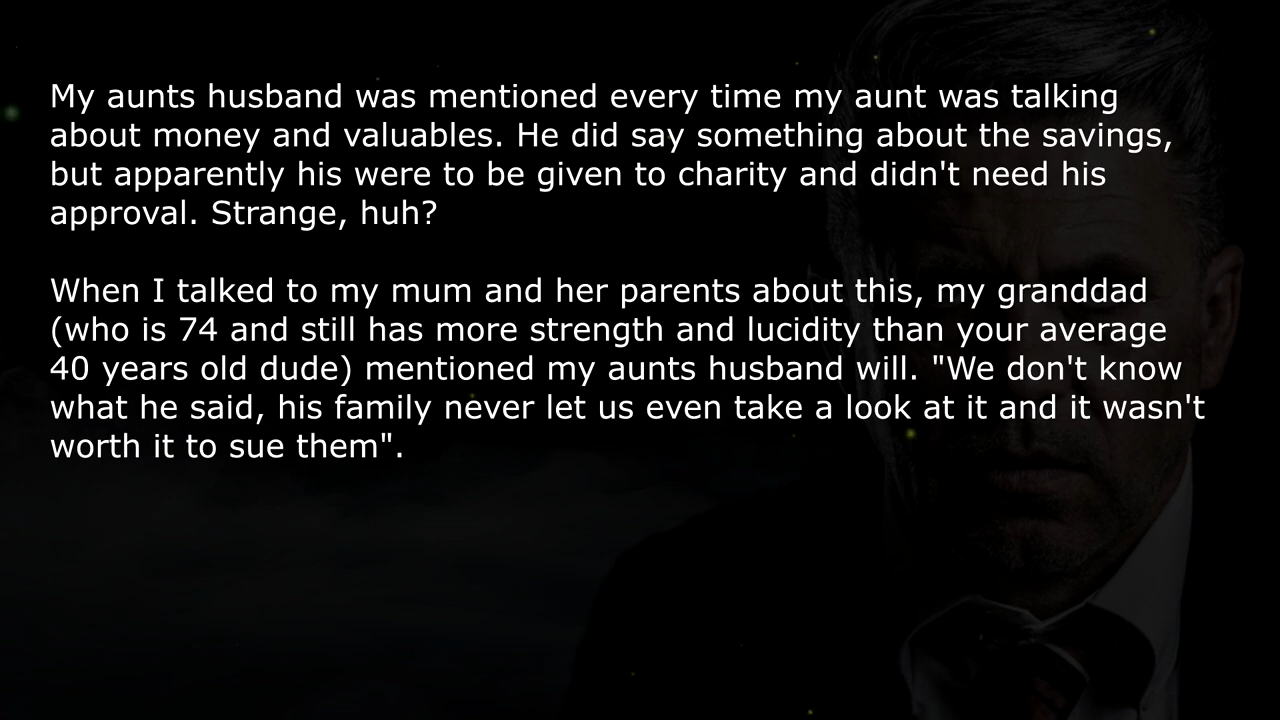 My aunts husband was mentioned every time my aunt was talking
about money and valuables. He did say something about the savings,
but apparently his were to be given to charity and didn't need his
approval. Strange, huh?
When I talked to my mum and her parents about this, my granddad
(who is 74 and still has more strength and lucidity than your average
40 years old dude) mentioned my aunts husband will. "We don't know
what he said, his family never let us even take a look at it and it wasn't
worth it to sue them".